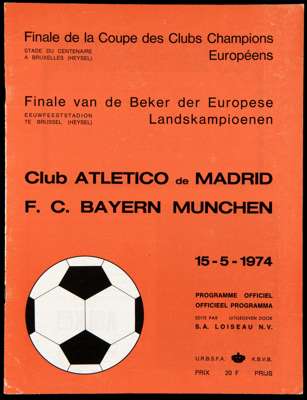 Finale de la Coupe des Clubs Champions
STADE DU CENTENAIRE
A BRUXELLES (HEYSEL)
Européens
Finale van de Beker der Europese
EEUWFEESTSTADION
TE BRUSSEL (HEYSEL)
Landskampioenen
Club ATLETICO de MADRID
F. C. BAYERN MUNCHEN
15-5-1974
PROGRAMME OFFICIEL
OFFICIEEL PROGRAMMA
EDITE PAR UITGEGEVEN DOOR
S.A. LOISEAU N.V.
U.R.B.S.F.A. K.B.V.B.
PRIX 20 F PRIJS